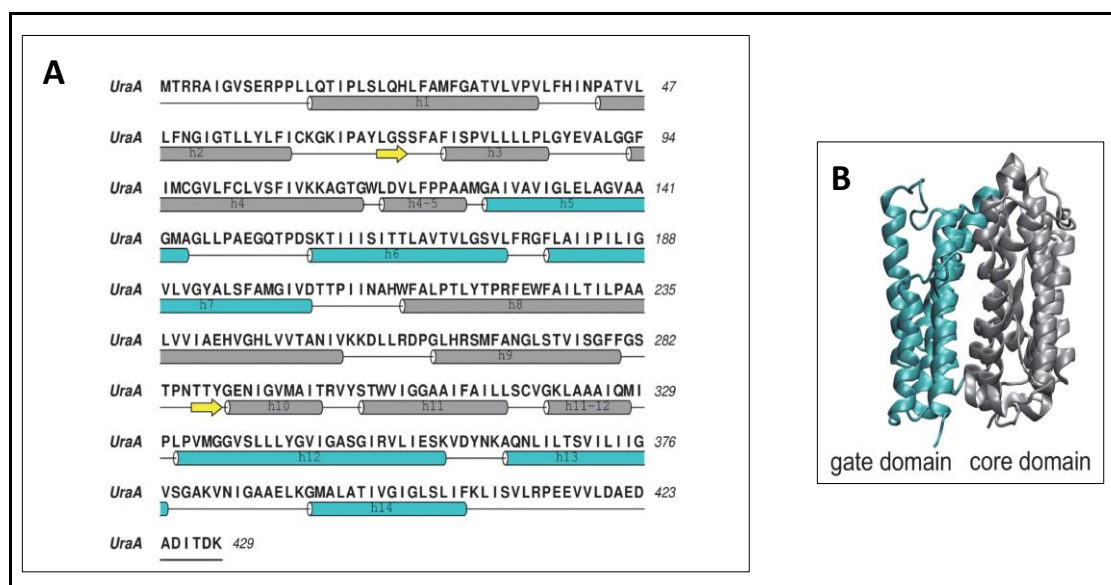 A
UraA MTRRAIGVSERPPLLQTIPLSLQHLFAMFGATVLVPVLFHINPATVL 47
h1
UraA LFNGIGTLLYLFICKGKIPAYLGSSFAFISPVLLLLPLGYEVALGGF 94
h2 h3
UraA IMCGVLFCLVSFIVKKAGTGWLDVLFPPAAMGAIVAVIGLELAGVAA 141
h4 h4-5 h5
UraA GMAGLLPAEGQTPDSKTIIISITTLAVTVLGSVLFRGFLAIIPILIG 188
h6
UraA VLVGYALSFAMGIVDTTPIINAHWFALPTLYTPRFEWFAILTILPAA 235
h7 h8
UraA LVVIAEHVGHLVVTANIVKKDLLRDPGLHRSMFANGLSTVISGFFGS 282
h9
UraA TPNTTYGENIGVMAITRVYSTWVIGGAAIFAILLSCVGKLAAAIQMI 329
h10 h11 h11-12
UraA PLPVMGGVSLLLYGVIGASGIRVLIESKVDYNKAQNLILTSVILIIG 376
h12 h13
UraA VSGAKVNIGAAELKGMALATIVGIGLSLIFKLISVLRPEEVVLDAED 423
h14
UraA ADITDK 429
B
gate domain core domain